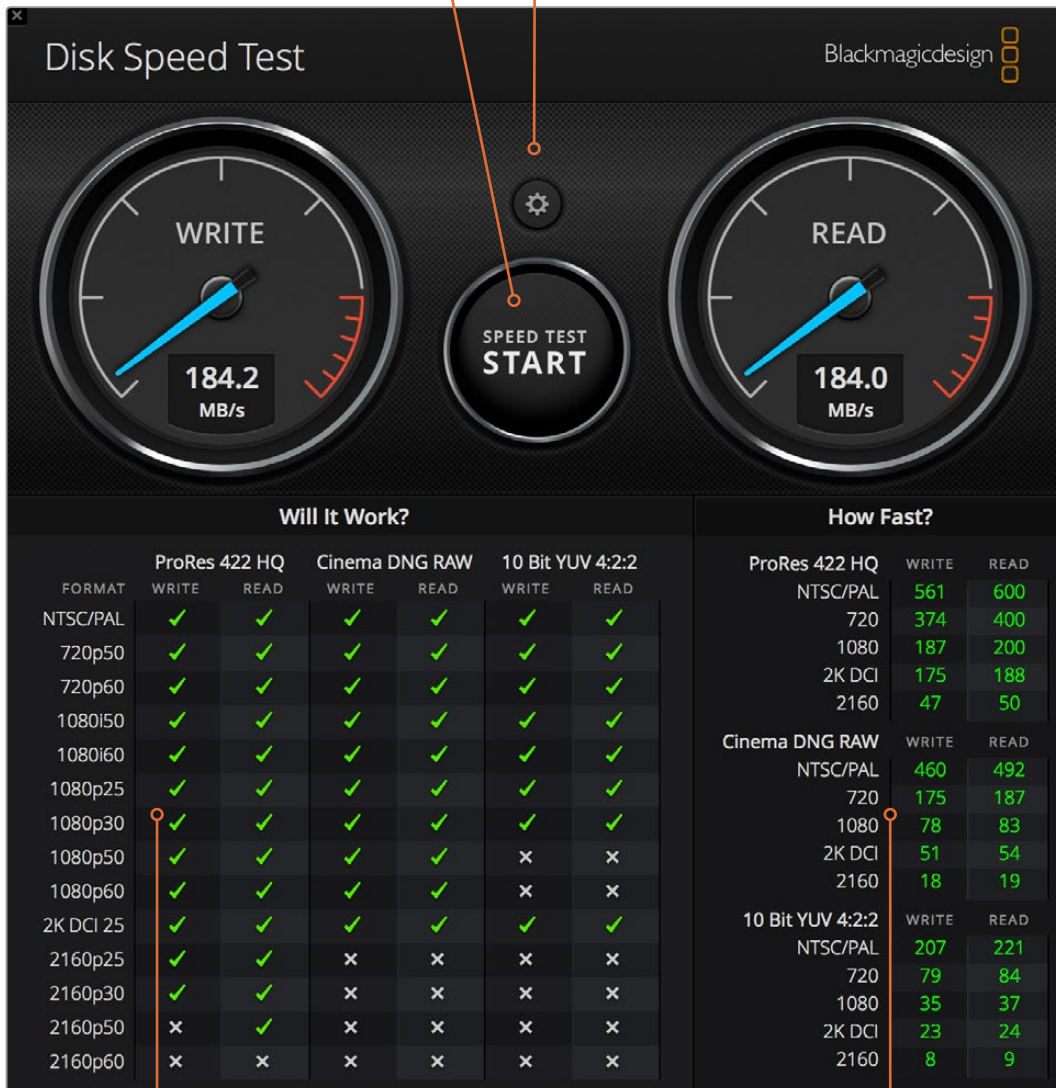 Disk Speed Test
Blackmagicdesign
WRITE
184.2
MB/s
SPEED TEST
START
READ
184.0
MB/s
Will It Work?
ProRes 422 HQ Cinema DNG RAW 10 Bit YUV 4:2:2
FORMAT WRITE READ WRITE READ WRITE READ
NTSC/PAL ✓ ✓ ✓ ✓ ✓ ✓
720p50 ✓ ✓ ✓ ✓ ✓ ✓
720p60 ✓ ✓ ✓ ✓ ✓ ✓
1080i50 ✓ ✓ ✓ ✓ ✓ ✓
1080i60 ✓ ✓ ✓ ✓ ✓ ✓
1080p25 ✓ ✓ ✓ ✓ ✓ ✓
1080p30 ✓ ✓ ✓ ✓ ✓ ✓
1080p50 ✓ ✓ ✓ ✓ × ×
1080p60 ✓ ✓ ✓ ✓ × ×
2K DCI 25 ✓ ✓ ✓ ✓ ✓ ✓
2160p25 ✓ ✓ × × × ×
2160p30 ✓ ✓ × × × ×
2160p50 × ✓ × × × ×
2160p60 × × × × × ×
How Fast?
ProRes 422 HQ WRITE READ
NTSC/PAL 561 600
720 374 400
1080 187 200
2K DCI 175 188
2160 47 50
Cinema DNG RAW WRITE READ
NTSC/PAL 460 492
720 175 187
1080 78 83
2K DCI 51 54
2160 18 19
10 Bit YUV 4:2:2 WRITE READ
NTSC/PAL 207 221
720 79 84
1080 35 37
2K DCI 23 24
2160 8 9